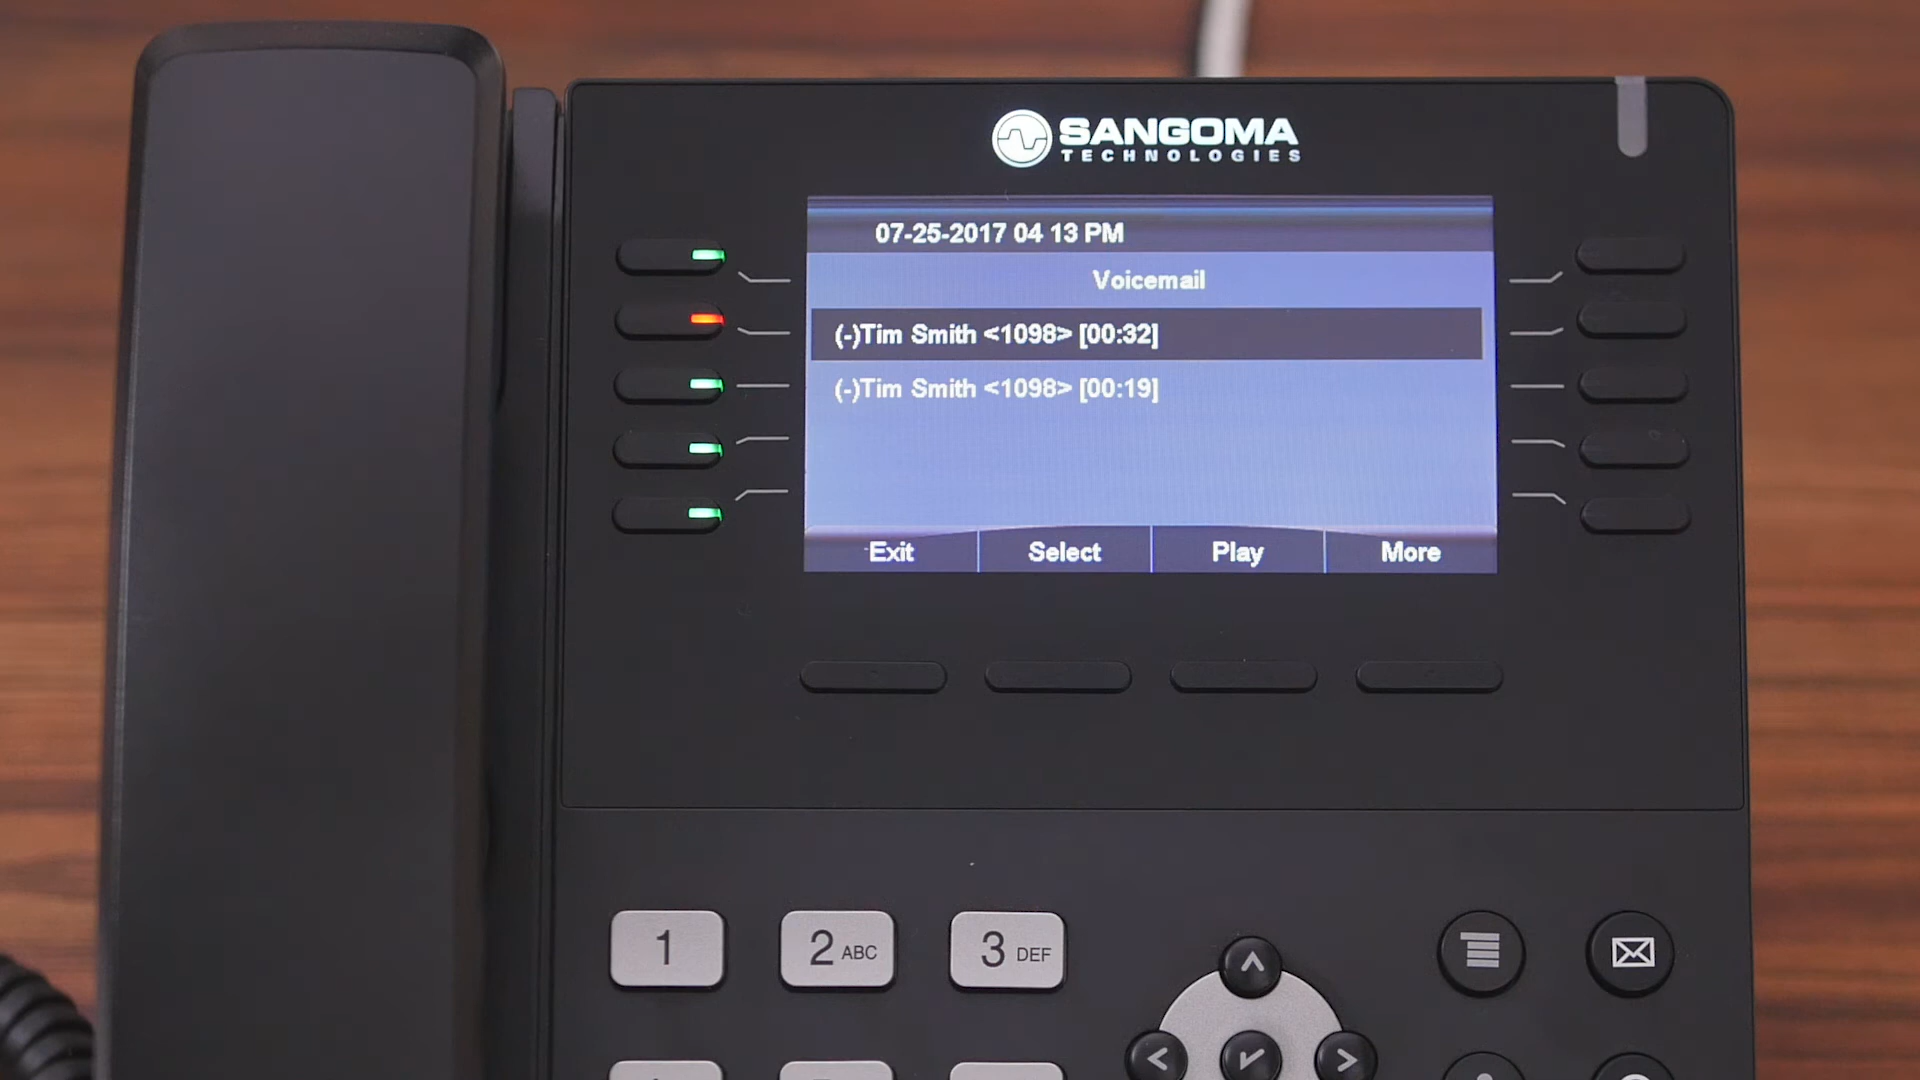 SANGOMA
TECHNOLOGIES
07-25-2017 04 13 PM
Voicemail
(-)Tim Smith <1098> [00:32]
(-)Tim Smith <1098> [00:19]
Exit Select Play More
1 2 ABC 3 DEF